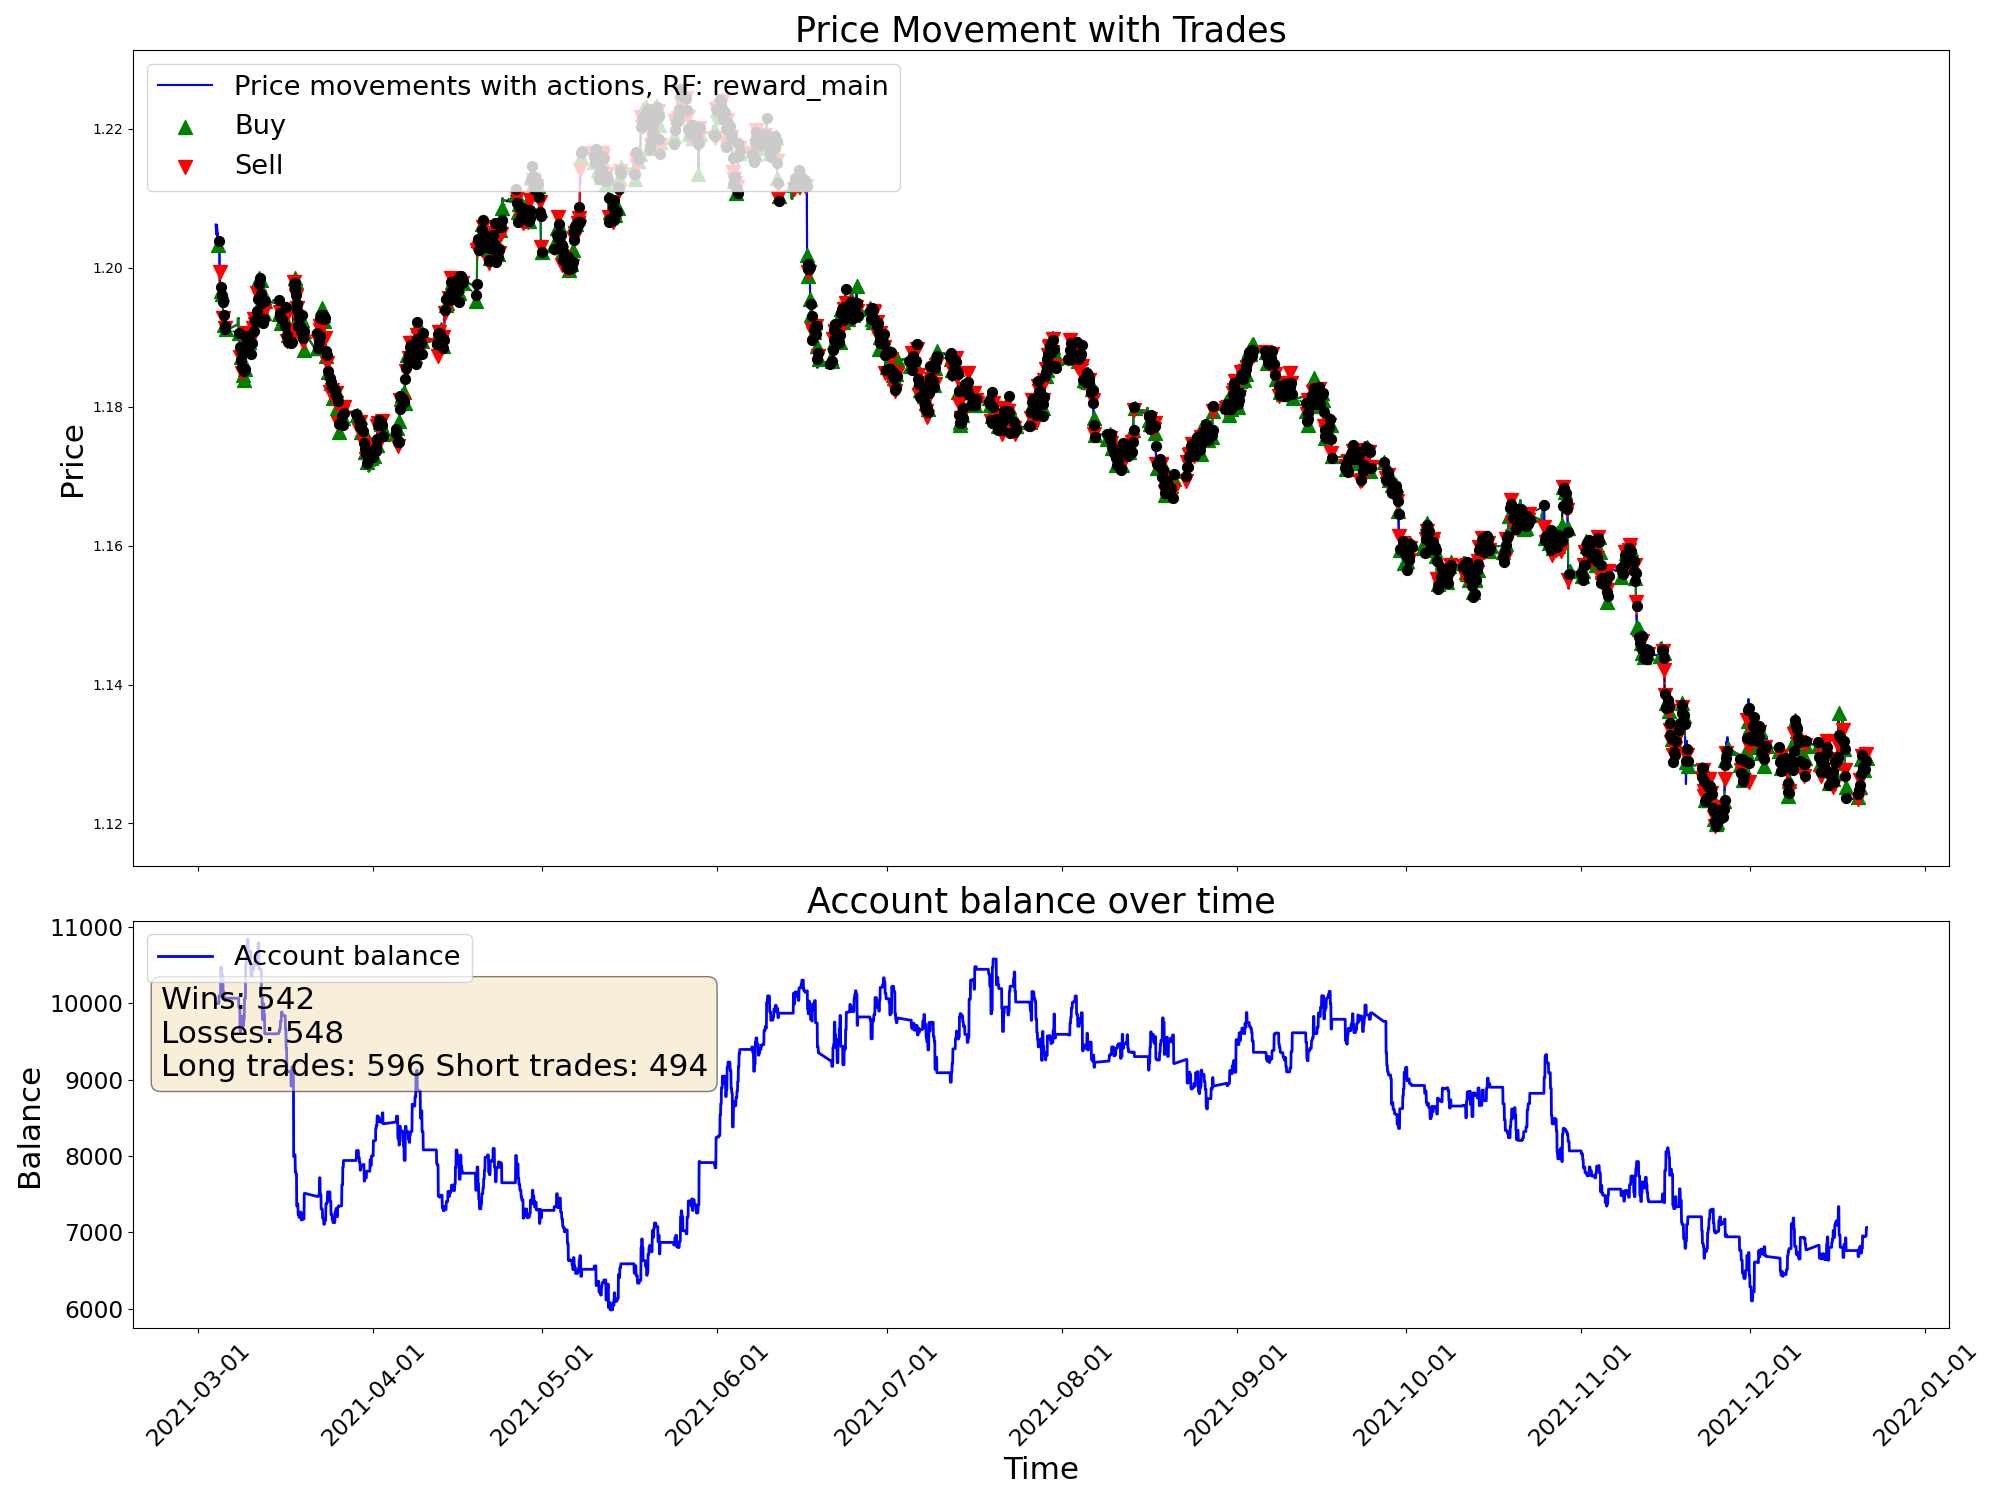 Price Movement with Trades
Price movements with actions, RF: reward_main
Buy
Sell
1.22
1.20
1.18
1.16
1.14
1.12
Price
Account balance over time
Account balance
Wins: 542
Losses: 548
Long trades: 596 Short trades: 494
11000
10000
9000
8000
7000
6000
Balance
2021-03-01
2021-04-01
2021-05-01
2021-06-01
2021-07-01
2021-08-01
2021-09-01
2021-10-01
2021-11-01
2021-12-01
2022-01-01
Time